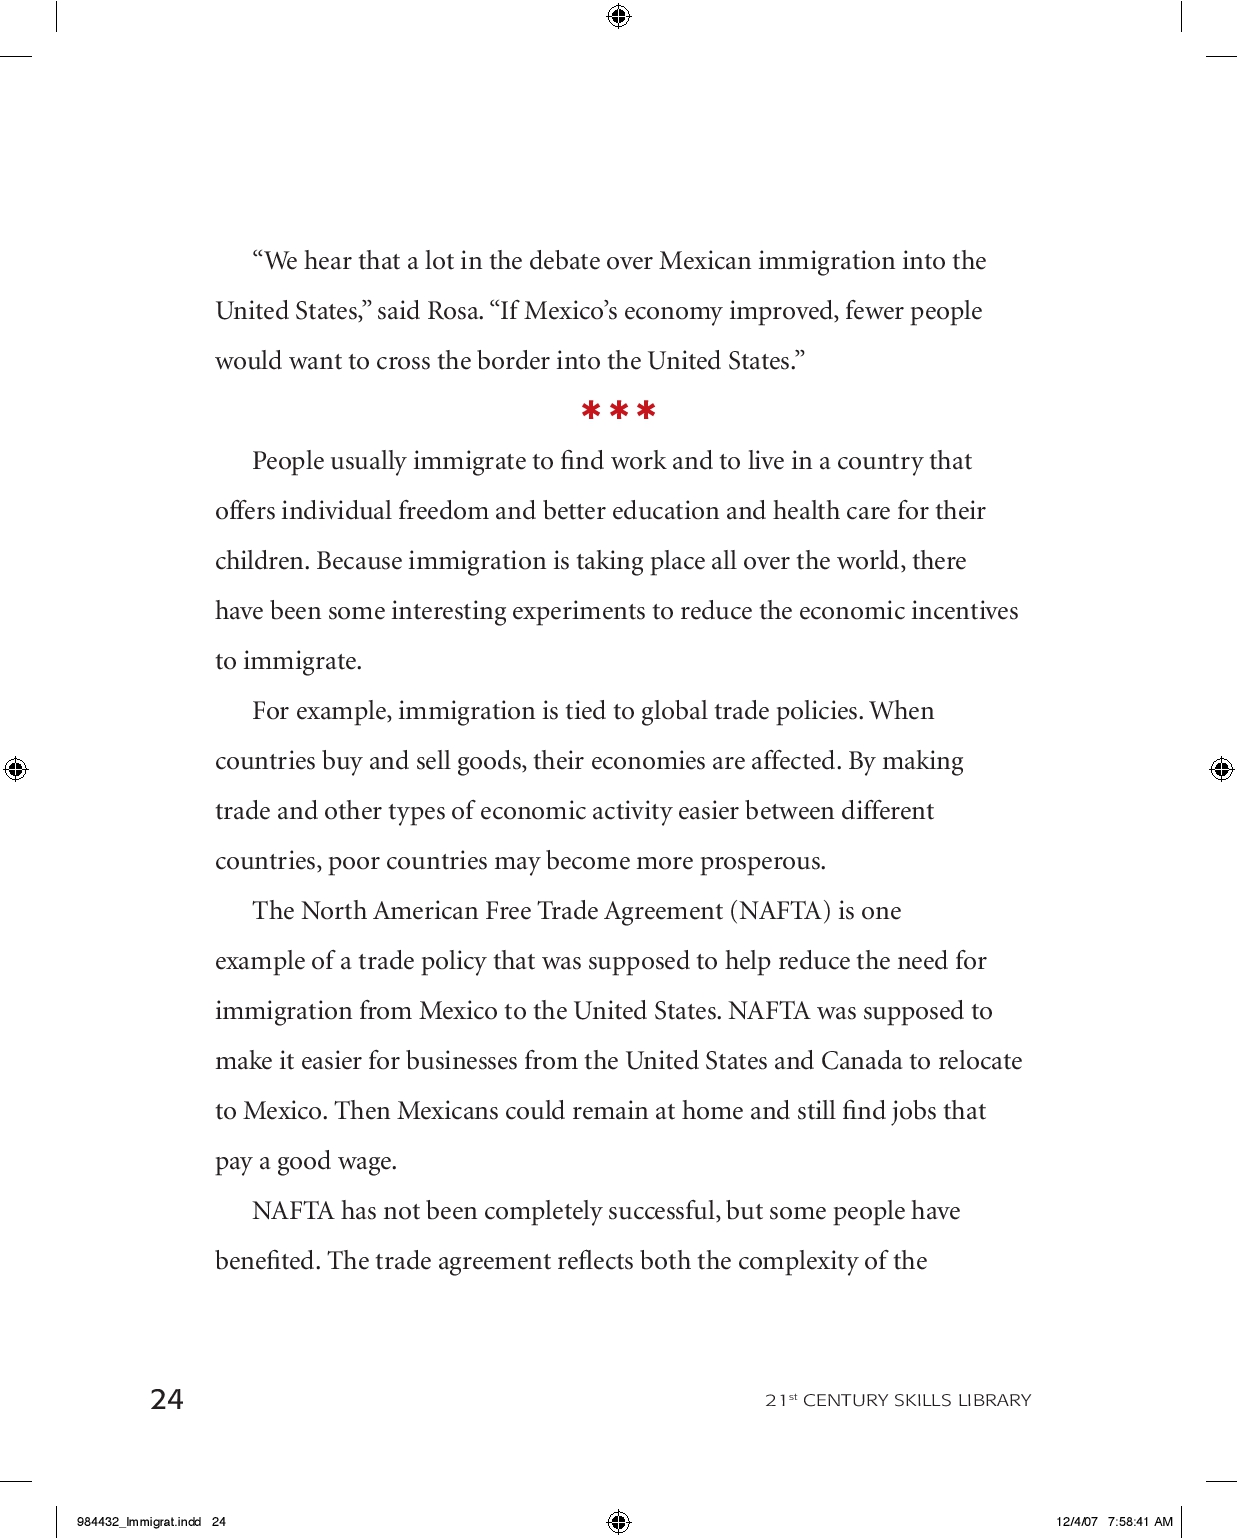 “We hear that a lot in the debate over Mexican immigration into the
United States,” said Rosa. “If Mexico’s economy improved, fewer people
would want to cross the border into the United States.”
***
People usually immigrate to find work and to live in a country that
offers individual freedom and better education and health care for their
children. Because immigration is taking place all over the world, there
have been some interesting experiments to reduce the economic incentives
to immigrate.
For example, immigration is tied to global trade policies. When
countries buy and sell goods, their economies are affected. By making
trade and other types of economic activity easier between different
countries, poor countries may become more prosperous.
The North American Free Trade Agreement (NAFTA) is one
example of a trade policy that was supposed to help reduce the need for
immigration from Mexico to the United States. NAFTA was supposed to
make it easier for businesses from the United States and Canada to relocate
to Mexico. Then Mexicans could remain at home and still find jobs that
pay a good wage.
NAFTA has not been completely successful, but some people have
benefited. The trade agreement reflects both the complexity of the
24 21st CENTURY SKILLS LIBRARY
984432_Immigrat.indd 24 12/4/07 7:58:41 AM